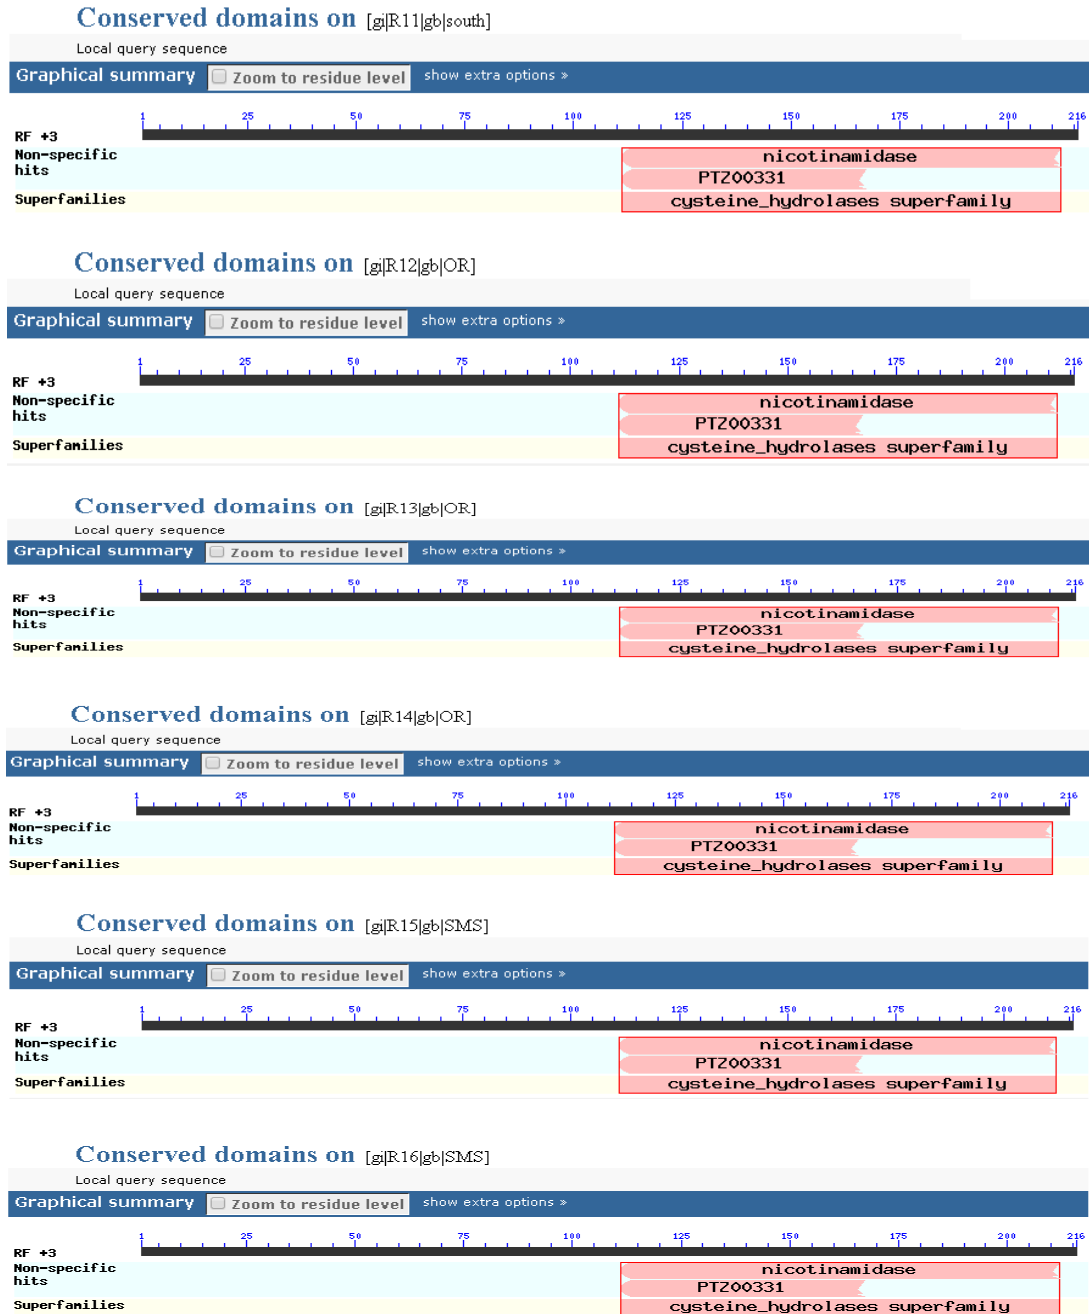 Conserved domains on [gi|R11|gb|south]
Local query sequence
Graphical summary Zoom to residue level show extra options »
1 25 50 75 100 125 150 175 200 216
RF +3
Non-specific hits
nicotinamidase
PTZ00331
Superfamilies cysteine_hydrolases superfamily
Conserved domains on [gi|R12|gb|OR]
Local query sequence
Graphical summary Zoom to residue level show extra options »
1 25 50 75 100 125 150 175 200 216
RF +3
Non-specific hits
nicotinamidase
PTZ00331
Superfamilies cysteine_hydrolases superfamily
Conserved domains on [gi|R13|gb|OR]
Local query sequence
Graphical summary Zoom to residue level show extra options »
1 25 50 75 100 125 150 175 200 216
RF +3
Non-specific hits
nicotinamidase
PTZ00331
Superfamilies cysteine_hydrolases superfamily
Conserved domains on [gi|R14|gb|OR]
Local query sequence
Graphical summary Zoom to residue level show extra options »
1 25 50 75 100 125 150 175 200 216
RF +3
Non-specific hits
nicotinamidase
PTZ00331
Superfamilies cysteine_hydrolases superfamily
Conserved domains on [gi|R15|gb|SMS]
Local query sequence
Graphical summary Zoom to residue level show extra options »
1 25 50 75 100 125 150 175 200 216
RF +3
Non-specific hits
nicotinamidase
PTZ00331
Superfamilies cysteine_hydrolases superfamily
Conserved domains on [gi|R16|gb|SMS]
Local query sequence
Graphical summary Zoom to residue level show extra options »
1 25 50 75 100 125 150 175 200 216
RF +3
Non-specific hits
nicotinamidase
PTZ00331
Superfamilies cysteine_hydrolases superfamily